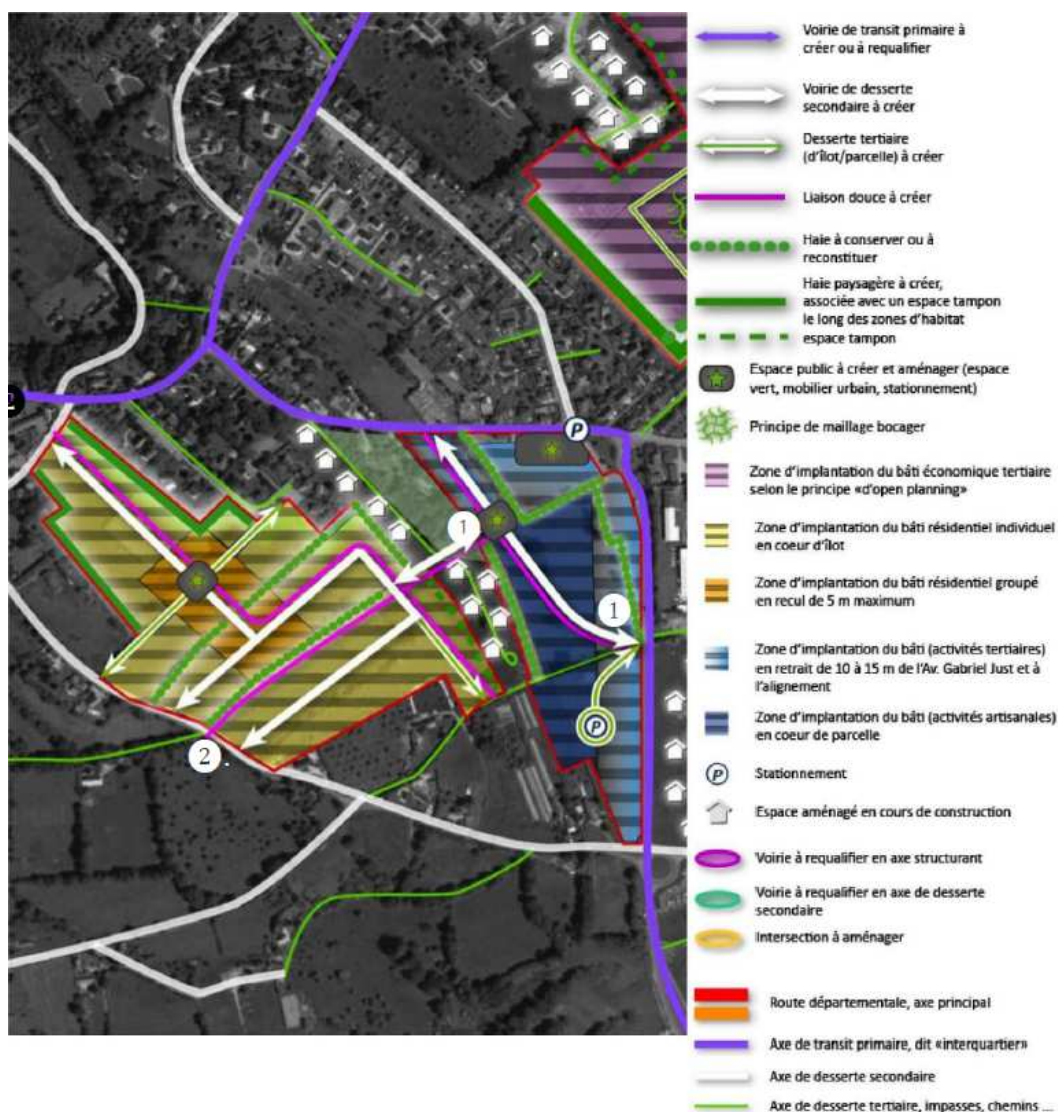 Voirie de transit primaire à
créer ou à requalifier
Voirie de desserte
secondaire à créer
Desserte tertiaire
(d'îlot/parcelle) à créer
Liaison douce à créer
Haie à conserver ou à
reconstituer
Haie paysagère à créer,
associée avec un espace tampon
le long des zones d'habitat
espace tampon
Espace public à créer et aménager (espace
vert, mobilier urbain, stationnement)
Principe de maillage bocager
Zone d'implantation du bâti économique tertiaire
selon le principe «d'open planning»
Zone d'implantation du bâti résidentiel individuel
en coeur d'îlot
Zone d'implantation du bâti résidentiel groupé
en recul de 5 m maximum
Zone d'implantation du bâti (activités tertiaires)
en retrait de 10 à 15 m de l'Av. Gabriel Just et à
l'alignement
Zone d'implantation du bâti (activités artisanales)
en coeur de parcelle
P
Stationnement
Espace aménagé en cours de construction
Voirie à requalifier en axe structurant
Voirie à requalifier en axe de desserte
secondaire
Intersection à aménager
Route départementale, axe principal
Axe de transit primaire, dit «interquartier»
Axe de desserte secondaire
Axe de desserte tertiaire, impasses, chemins ...
2
P
1
1
P
2.